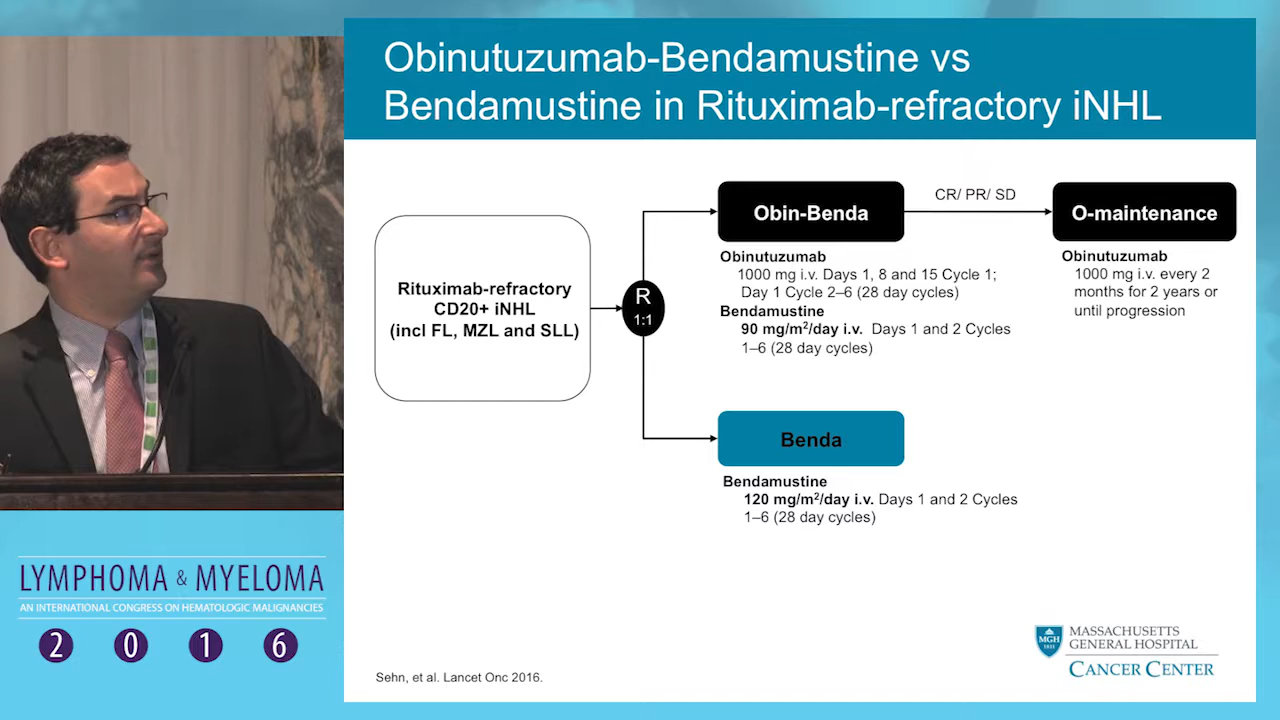 Obinutuzumab-Bendamustine vs
Bendamustine in Rituximab-refractory iNHL
Rituximab-refractory
CD20+ iNHL
(incl FL, MZL and SLL)
R
1:1
Obin-Benda
CR/ PR/ SD
O-maintenance
Obinutuzumab
1000 mg i.v. Days 1, 8 and 15 Cycle 1;
Day 1 Cycle 2–6 (28 day cycles)
Bendamustine
90 mg/m²/day i.v. Days 1 and 2 Cycles
1–6 (28 day cycles)
Obinutuzumab
1000 mg i.v. every 2
months for 2 years or
until progression
Benda
Bendamustine
120 mg/m²/day i.v. Days 1 and 2 Cycles
1–6 (28 day cycles)
LYMPHOMA & MYELOMA
AN INTERNATIONAL CONGRESS ON HEMATOLOGIC MALIGNANCIES
2 0 1 6
Sehn, et al. Lancet Onc 2016.
MGH
1811
MASSACHUSETTS
GENERAL HOSPITAL
CANCER CENTER